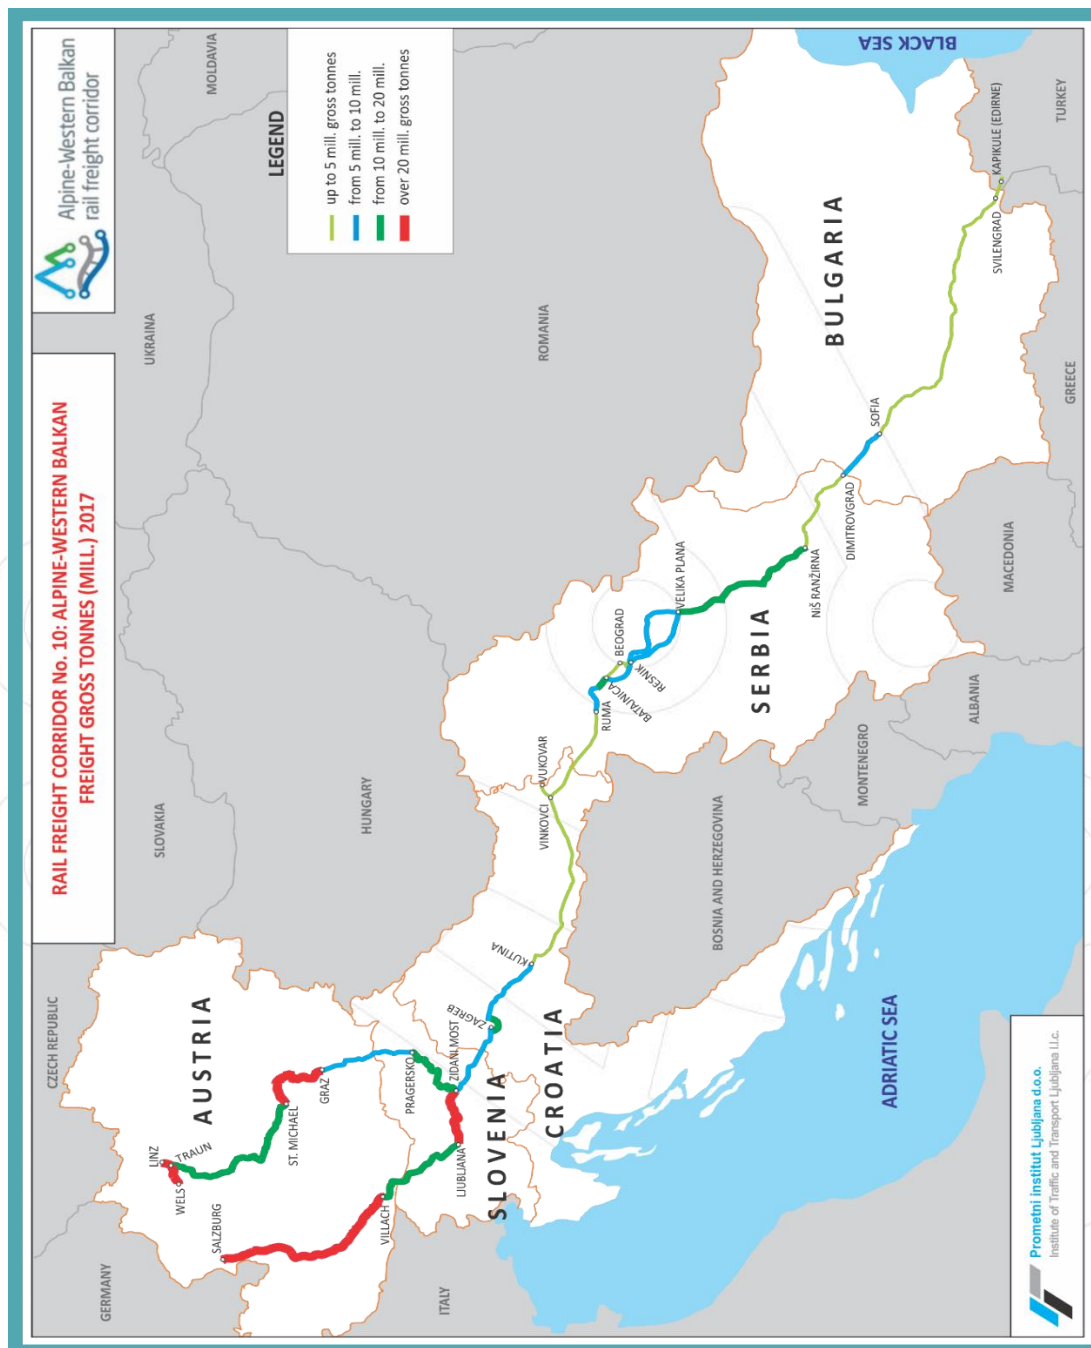 RAIL FREIGHT CORRIDOR No. 10: ALPINE-WESTERN BALKAN
FREIGHT GROSS TONNES (MILL.) 2017
Alpine-Western Balkan
rail freight corridor
LEGEND
up to 5 mill. gross tonnes
from 5 mill. to 10 mill.
from 10 mill. to 20 mill.
over 20 mill. gross tonnes
CZECH REPUBLIC
SLOVAKIA
UKRAINA
MOLDAVIA
GERMANY
AUSTRIA
HUNGARY
ROMANIA
BLACK SEA
LINZ
TRAUN
WELS
SALZBURG
ST. MICHAEL
GRAZ
VILLACH
ITALY
PRAGERSKO
ZIDANI MOST
LJUBLJANA
SLOVENIA
CROATIA
ZAGREB
KUTINA
VINKOVCI
VUKOVAR
RUMA
BATAJNICA
BEOGRAD
RESNIK
VELIKA PLANA
SERBIA
NIŠ RANŽIRNA
DIMITROVGRAD
SOFIA
BULGARIA
SVILENGRAD
KAPIKULE (EDIRNE)
TURKEY
GREECE
MACEDONIA
ALBANIA
MONTENEGRO
BOSNIA AND HERZEGOVINA
ADRIATIC SEA
Prometni institut Ljubljana d.o.o.
Institute of Traffic and Transport Ljubljana l.l.c.